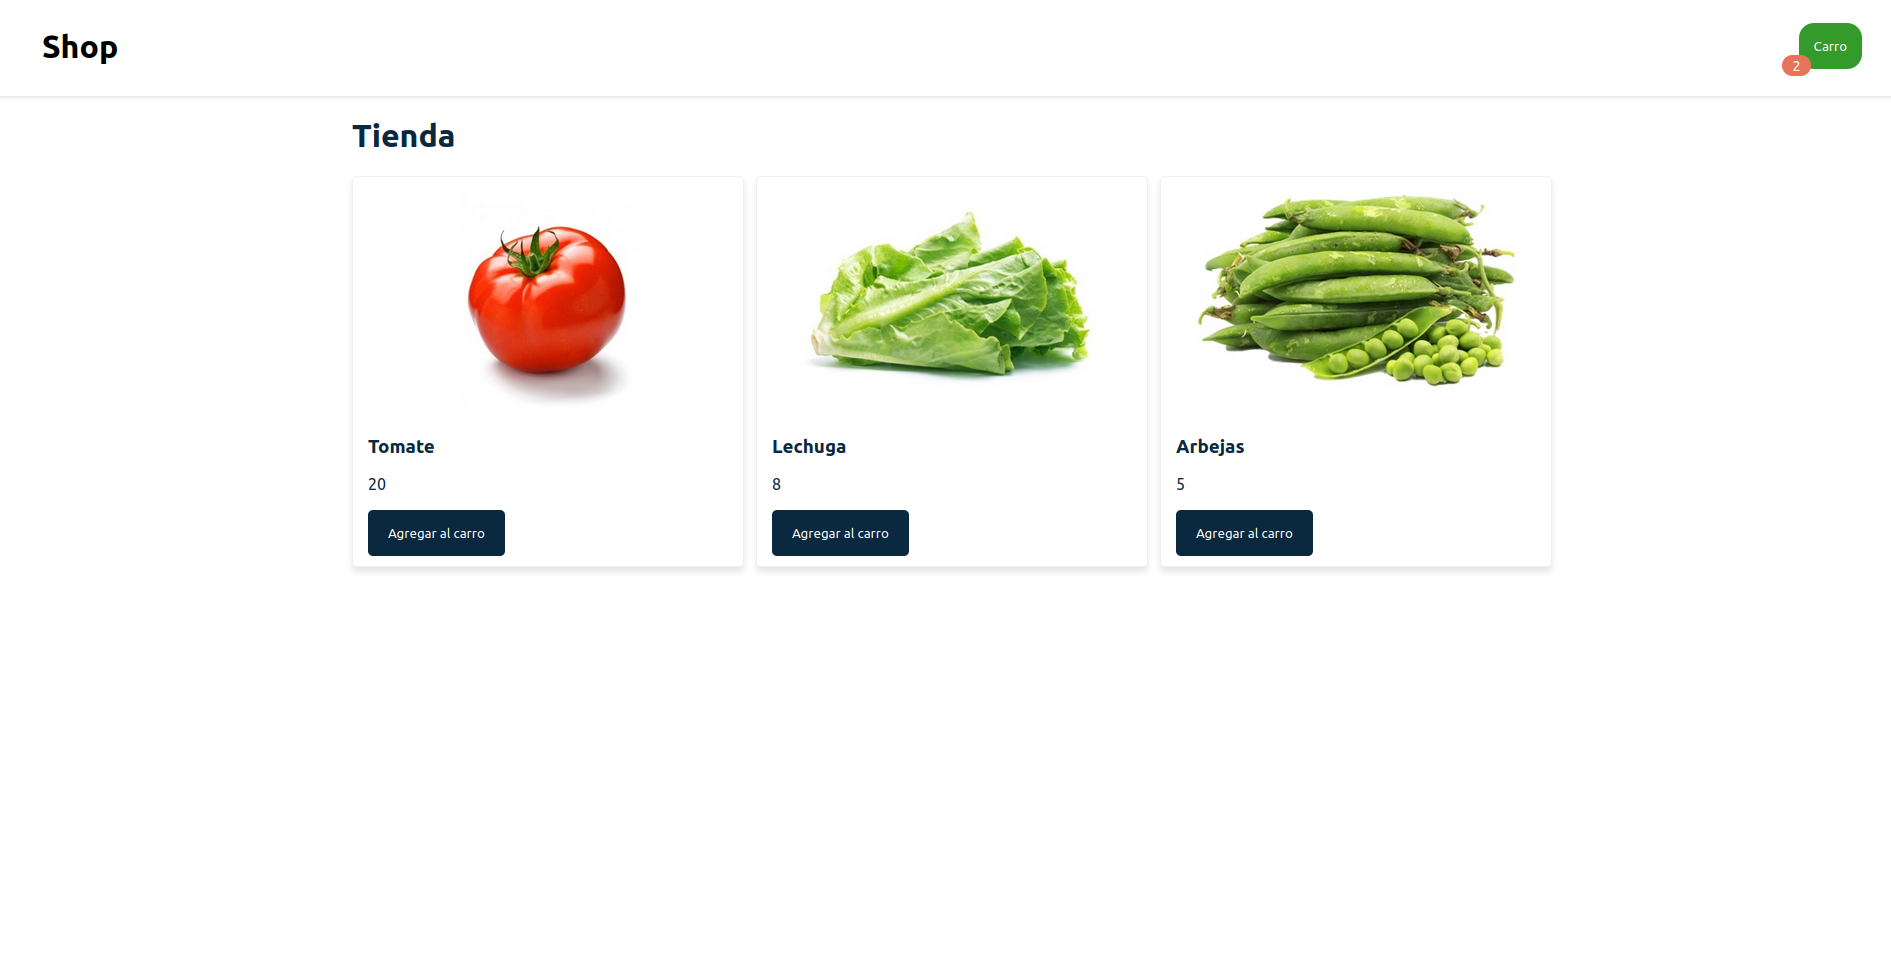 Shop
Carro
2
Tienda
Tomate
20
Agregar al carro
Lechuga
8
Agregar al carro
Arbejas
5
Agregar al carro